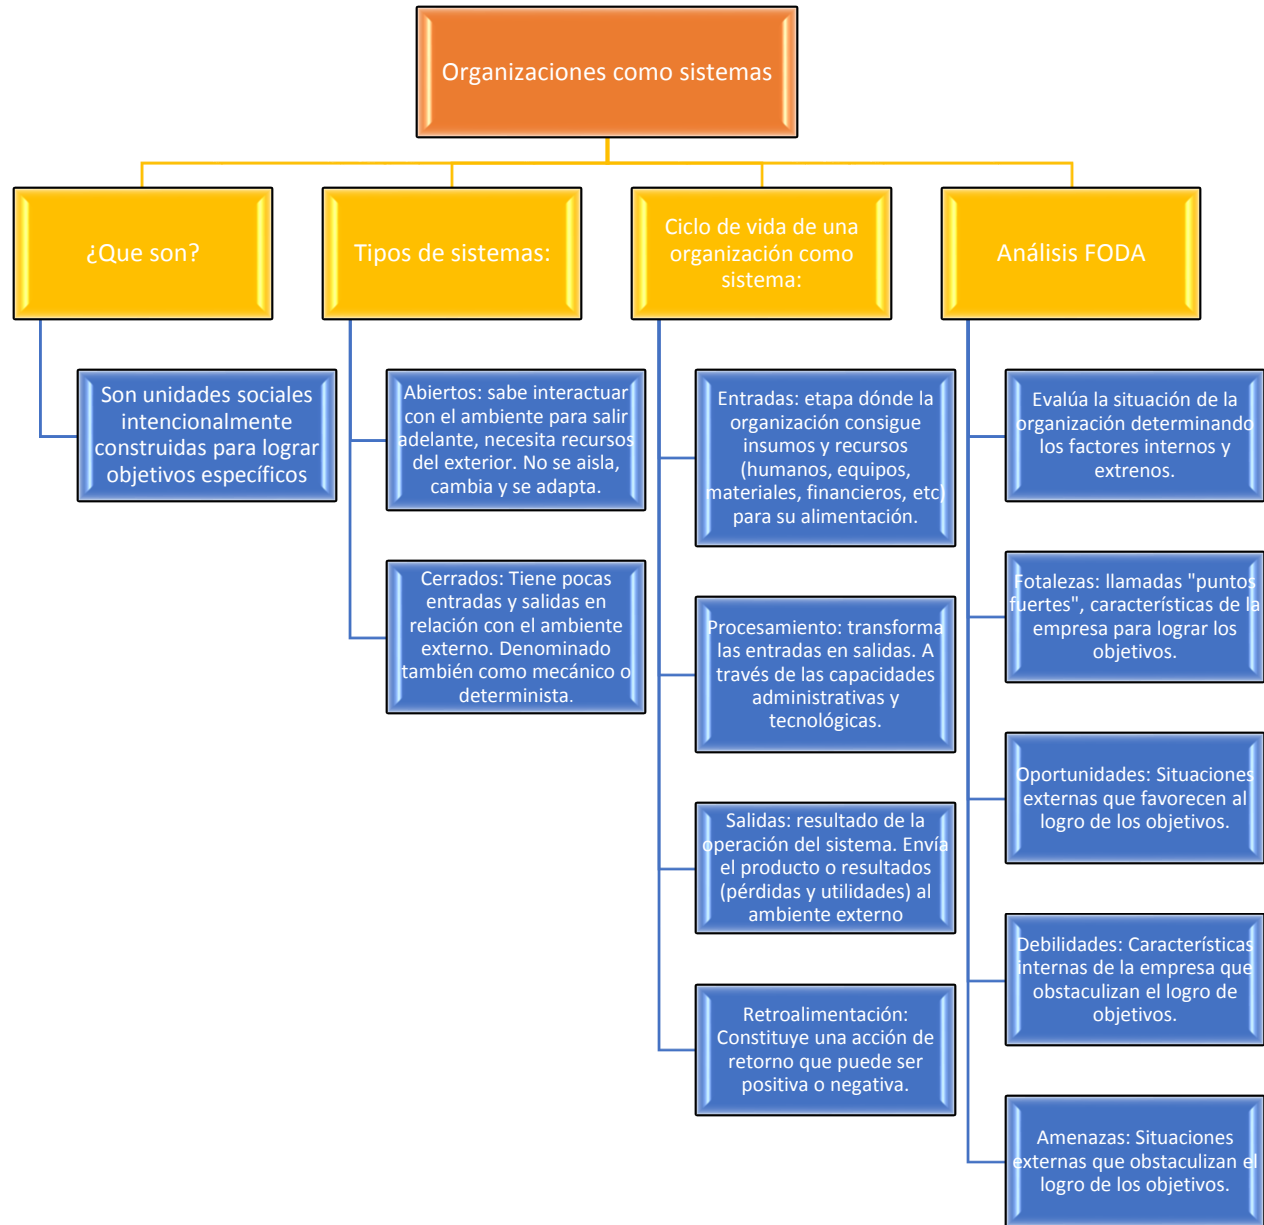 Organizaciones como sistemas
¿Que son?
Son unidades sociales
intencionalmente
construidas para lograr
objetivos específicos
Tipos de sistemas:
Abiertos: sabe interactuar
con el ambiente para salir
adelante, necesita recursos
del exterior. No se aisla,
cambia y se adapta.
Cerrados: Tiene pocas
entradas y salidas en
relación con el ambiente
externo. Denominado
también como mecánico o
determinista.
Ciclo de vida de una
organización como
sistema:
Entradas: etapa dónde la
organización consigue
insumos y recursos
(humanos, equipos,
materiales, financieros, etc)
para su alimentación.
Procesamiento: transforma
las entradas en salidas. A
través de las capacidades
administrativas y
tecnológicas.
Salidas: resultado de la
operación del sistema. Envía
el producto o resultados
(pérdidas y utilidades) al
ambiente externo
Retroalimentación:
Constituye una acción de
retorno que puede ser
positiva o negativa.
Análisis FODA
Evalúa la situación de la
organización determinando
los factores internos y
extrenos.
Fotalezas: llamadas "puntos
fuertes", características de la
empresa para lograr los
objetivos.
Oportunidades: Situaciones
externas que favorecen al
logro de los objetivos.
Debilidades: Características
internas de la empresa que
obstaculizan el logro de
objetivos.
Amenazas: Situaciones
externas que obstaculizan el
logro de los objetivos.